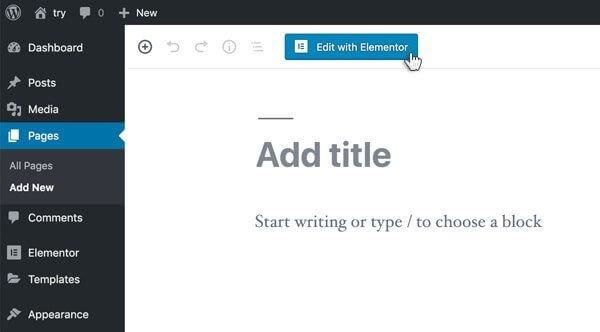 try 0 New
Dashboard
Posts
Media
Pages
All Pages
Add New
Comments
Elementor
Templates
Appearance
Edit with Elementor
Add title
Start writing or type / to choose a block